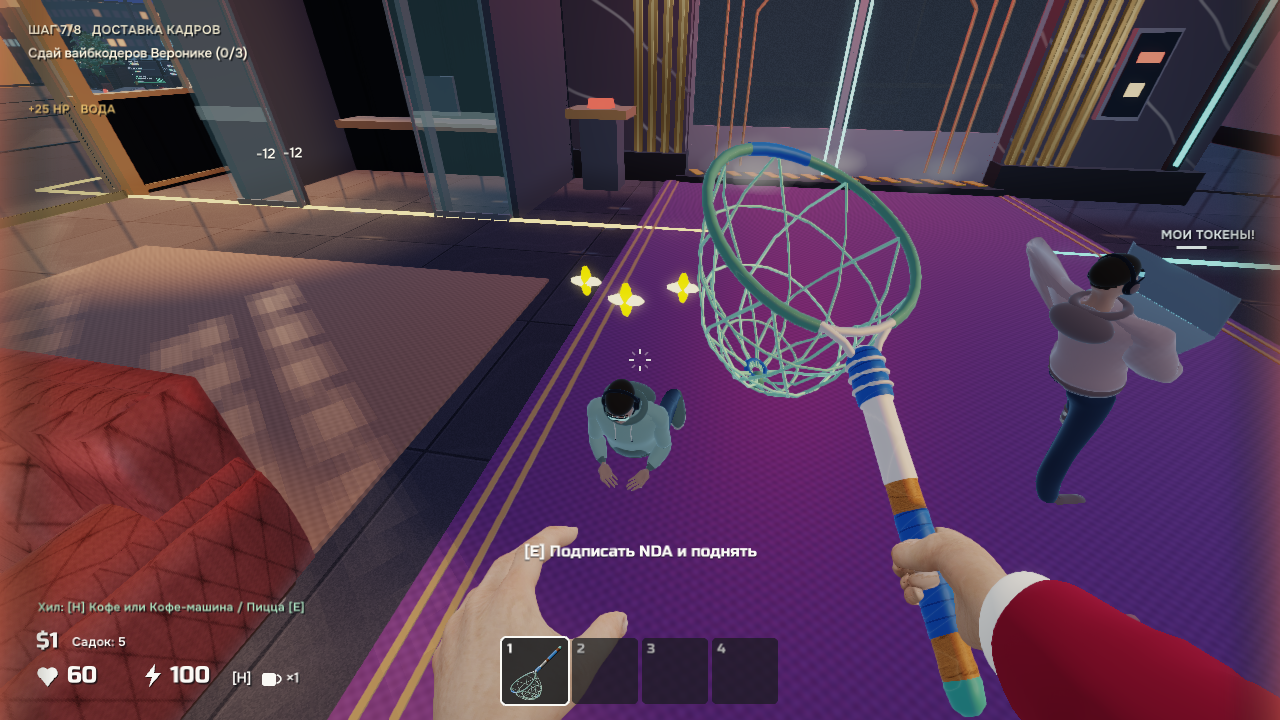 ШАГ 7/8 ДОСТАВКА КАДРОВ
Сдай вайбкодеров Веронике (0/3)
+25 HP ВОДА
-12 -12
МОИ ТОКЕНЫ!
[E] Подписать NDA и поднять
Хил: [H] Кофе или Кофе-машина / Пицца [E]
$1 Садок: 5
60 100 [H] ×1
1 2 3 4